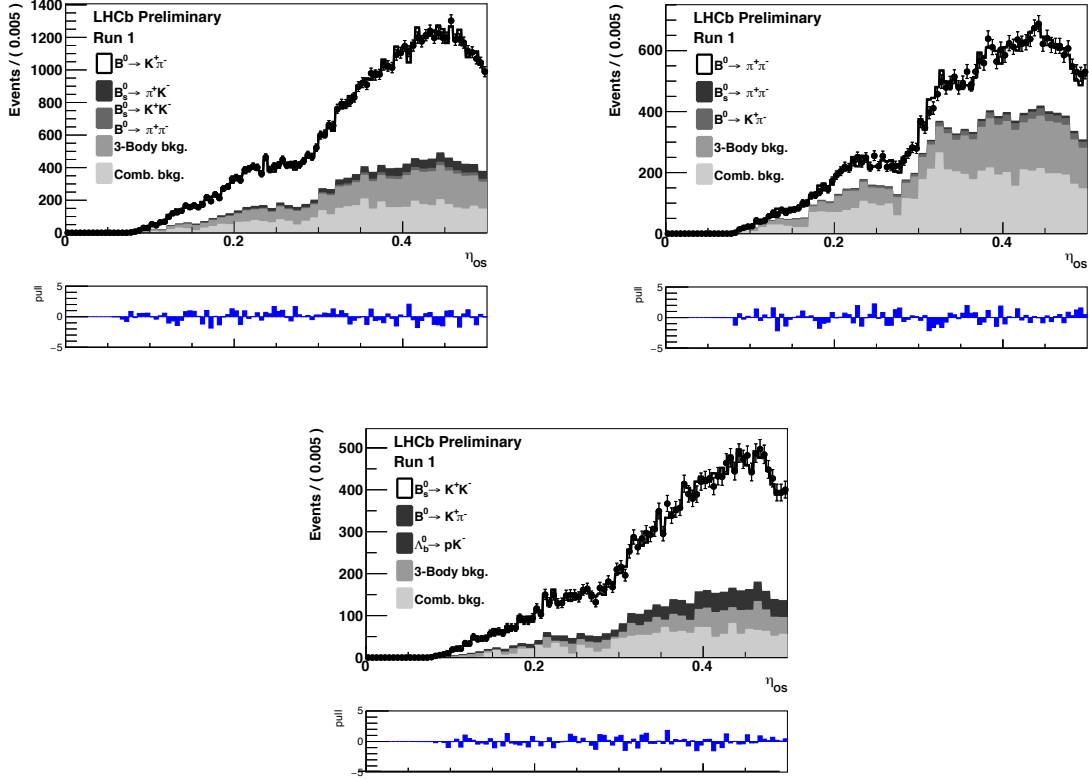 LHCb Preliminary
Run 1
B⁰→ K⁺π⁻
B⁰ₛ→ π⁺K⁻
B⁰ₛ→ K⁺K⁻
B⁰→ π⁺π⁻
3-Body bkg.
Comb. bkg.
Events / ( 0.005 )
1400
1200
1000
800
600
400
200
0
0 0.2 0.4
η_OS
pull
5
0
−5
LHCb Preliminary
Run 1
B⁰→ π⁺π⁻
B⁰ₛ→ π⁺π⁻
B⁰→ K⁺π⁻
3-Body bkg.
Comb. bkg.
Events / ( 0.005 )
600
400
200
0
0 0.2 0.4
η_OS
pull
5
0
−5
LHCb Preliminary
Run 1
B⁰ₛ→ K⁺K⁻
B⁰→ K⁺π⁻
Λ⁰_b→ pK⁻
3-Body bkg.
Comb. bkg.
Events / ( 0.005 )
500
400
300
200
100
0
0 0.2 0.4
η_OS
pull
5
0
−5